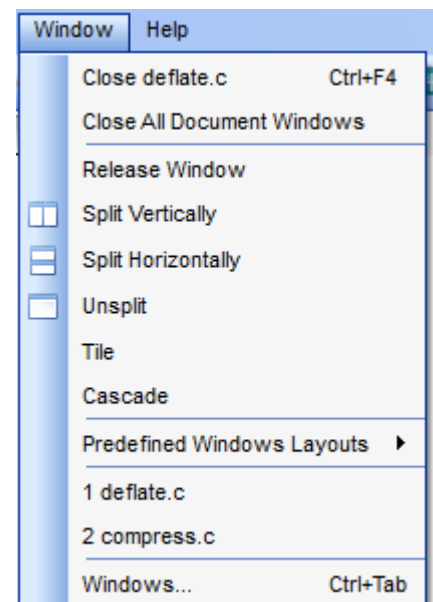 Window Help
Close deflate.c Ctrl+F4
Close All Document Windows
Release Window
Split Vertically
Split Horizontally
Unsplit
Tile
Cascade
Predefined Windows Layouts
1 deflate.c
2 compress.c
Windows... Ctrl+Tab